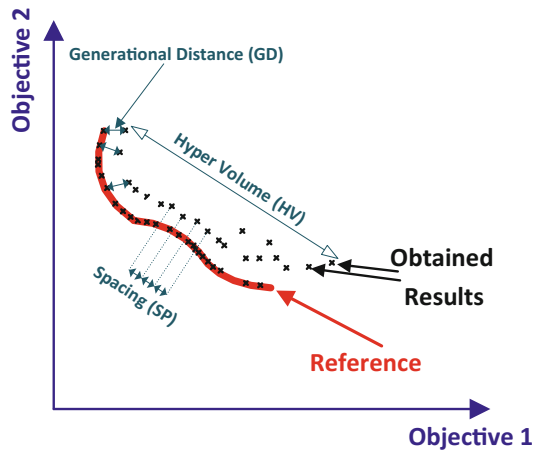 Objective 2
Generational Distance (GD)
Hyper Volume (HV)
Obtained
Results
Spacing (SP)
Reference
Objective 1